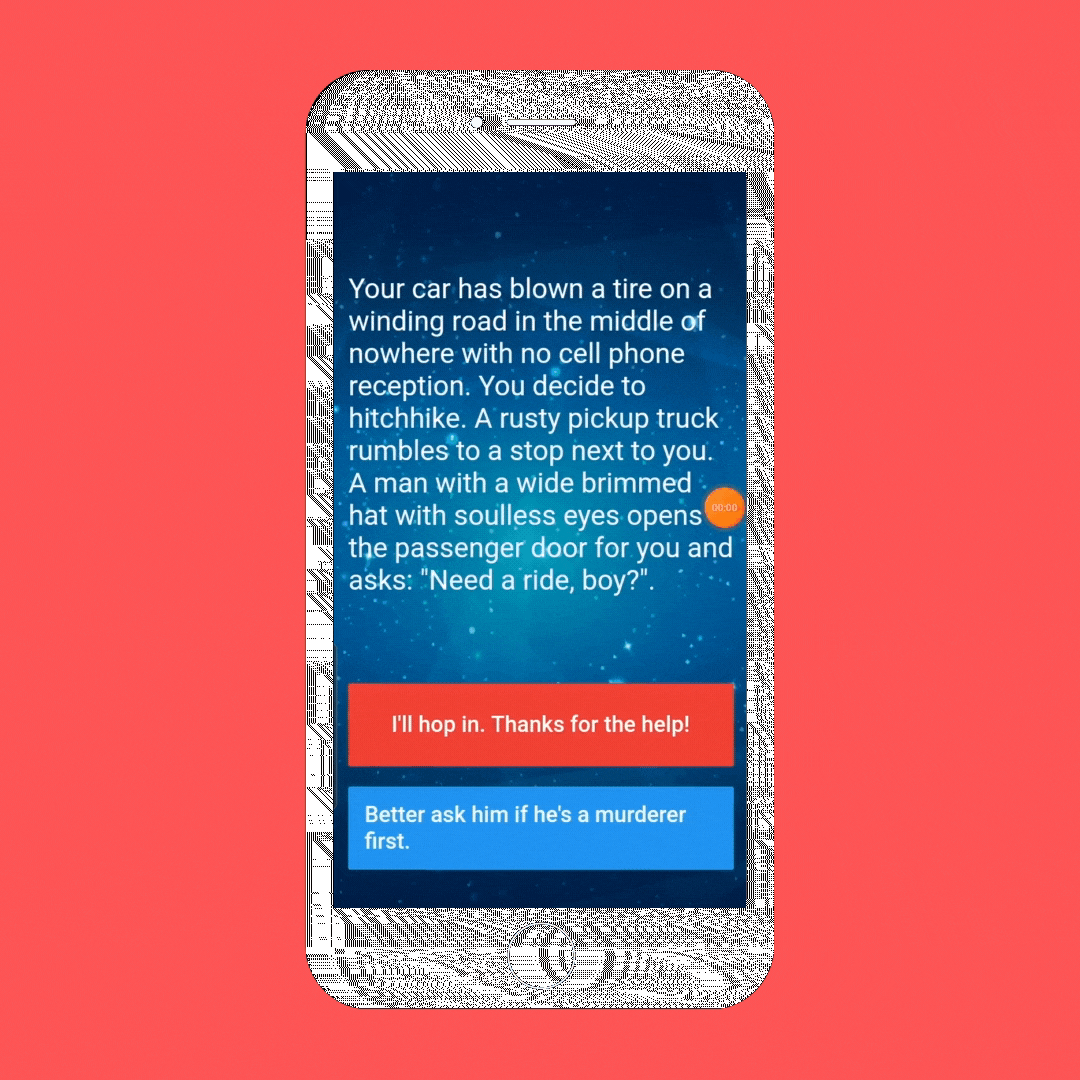 Your car has blown a tire on a
winding road in the middle of
nowhere with no cell phone
reception. You decide to
hitchhike. A rusty pickup truck
rumbles to a stop next to you.
A man with a wide brimmed
hat with soulless eyes opens
00:00
the passenger door for you and
asks: "Need a ride, boy?".
I'll hop in. Thanks for the help!
Better ask him if he's a murderer
first.